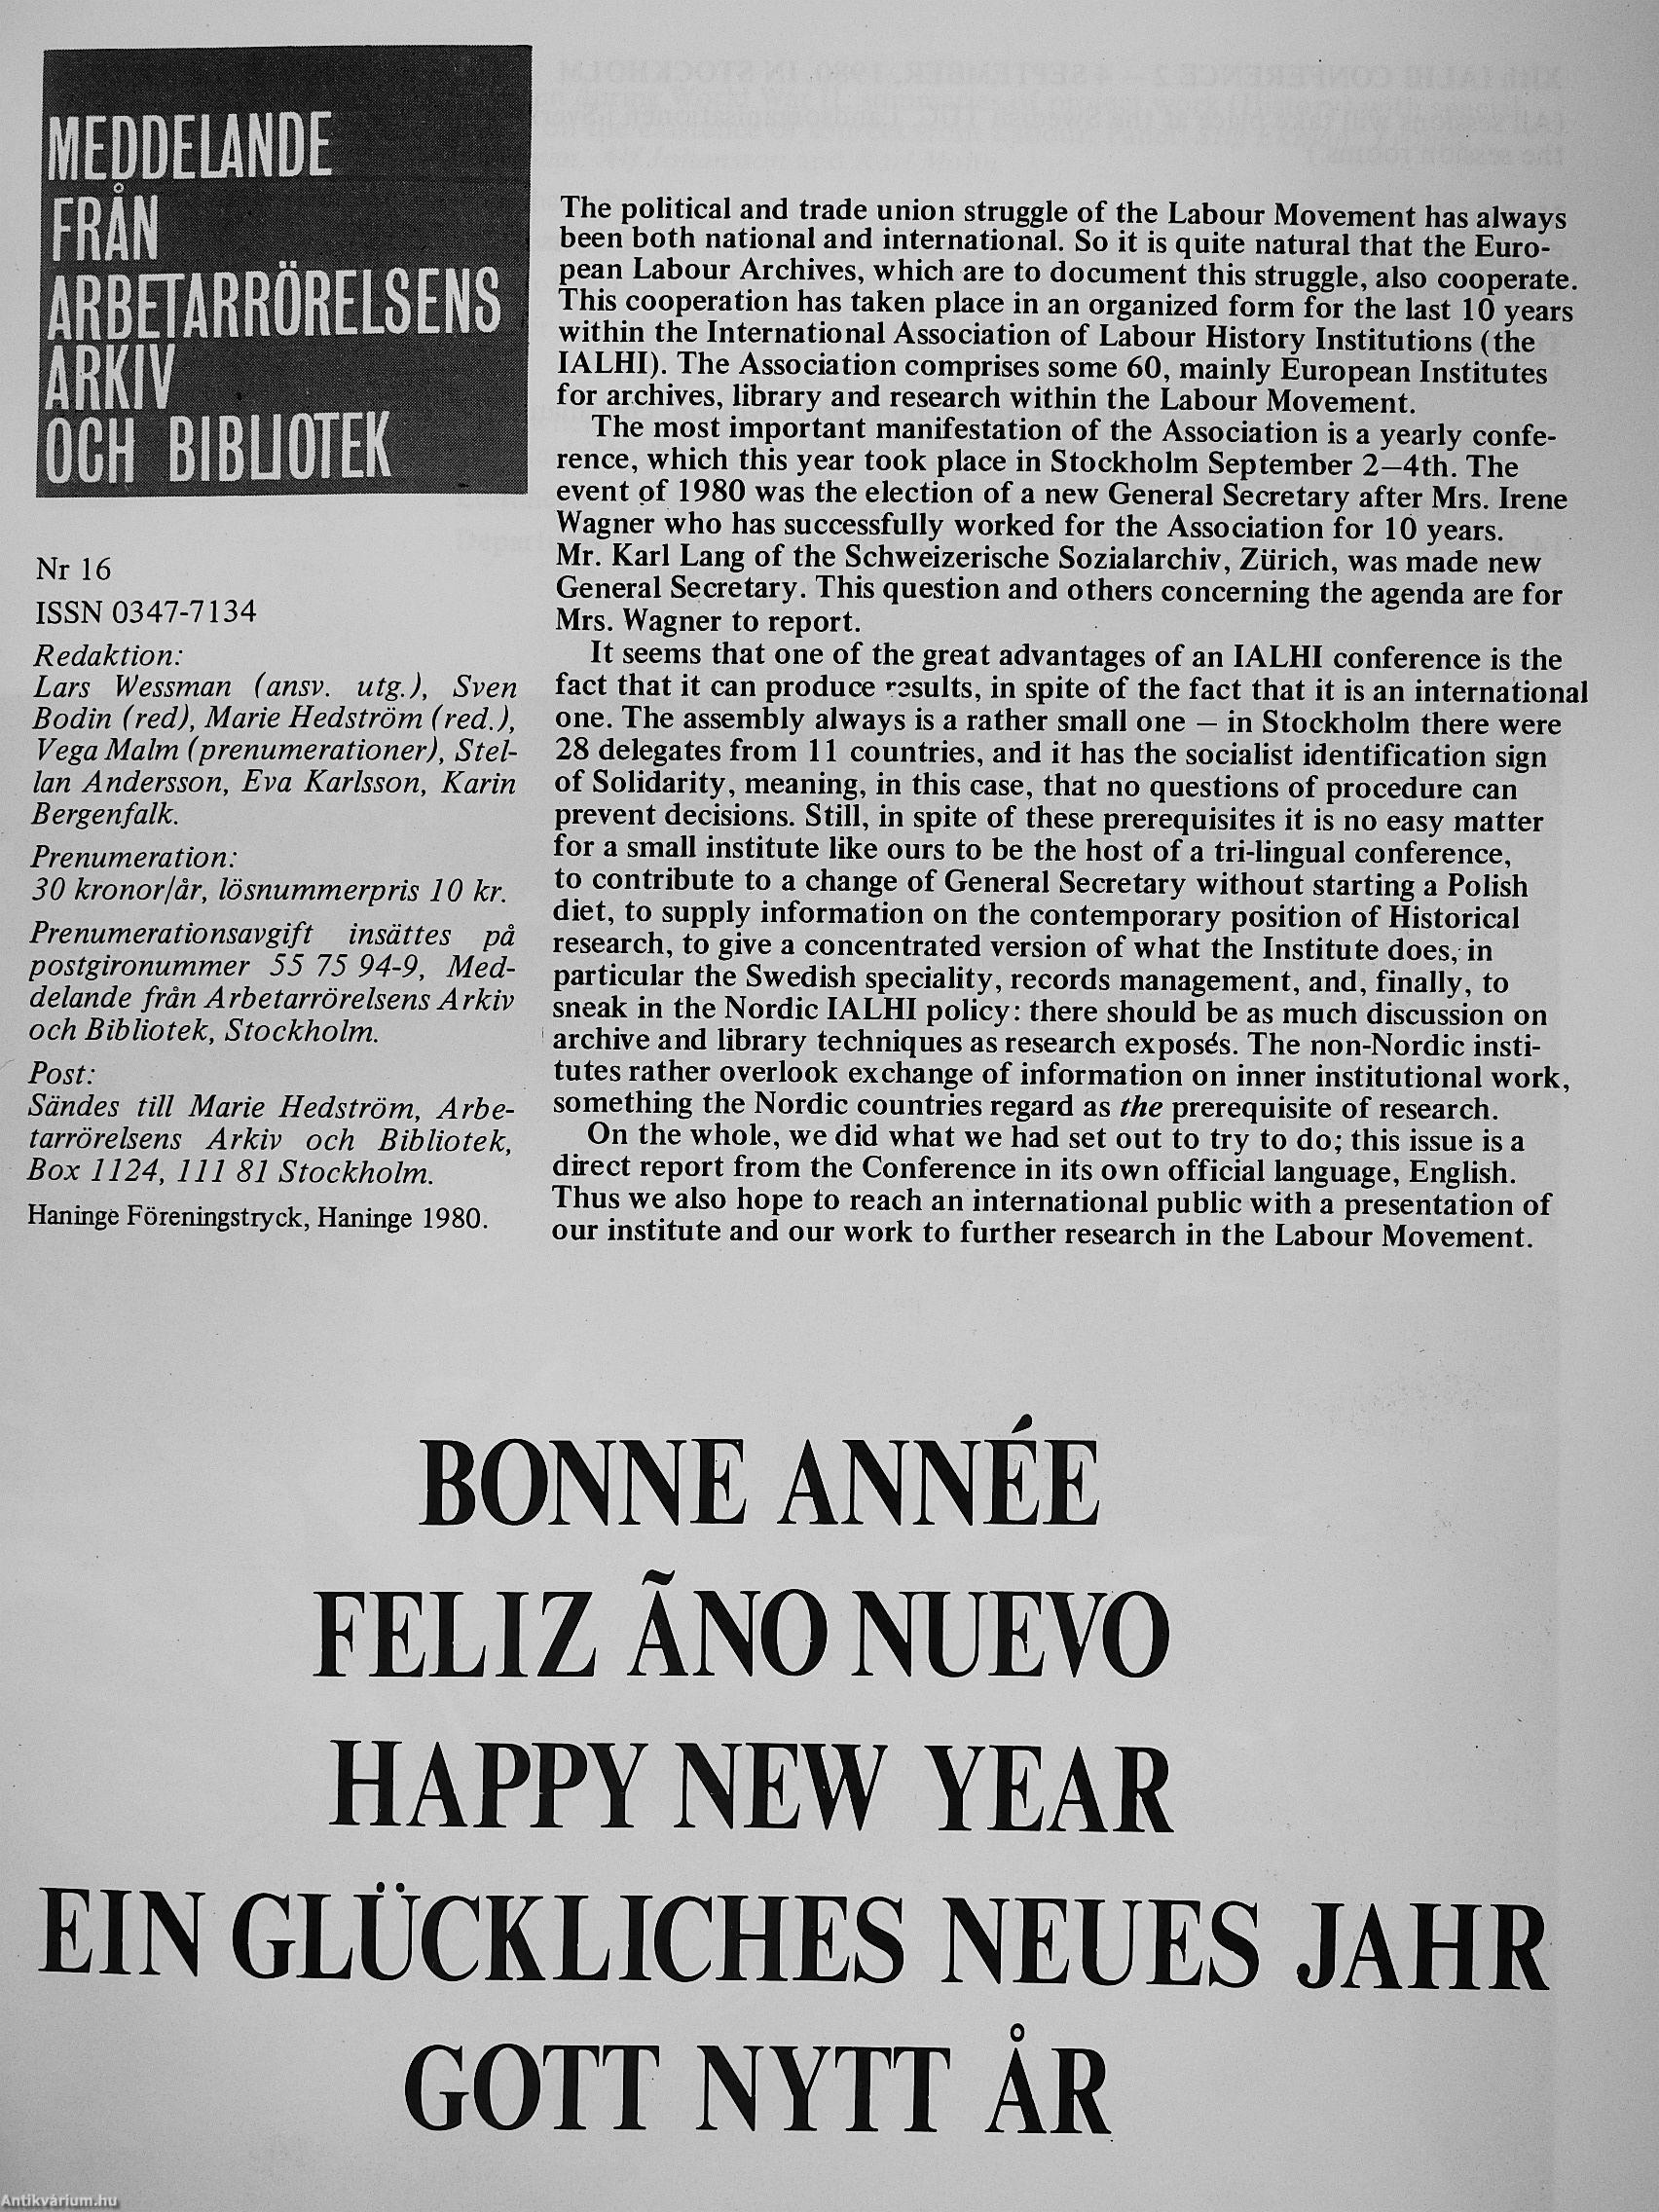 MEDDELANDE
FRÅN
ARBETARRÖRELSENS
ARKIV
OCH BIBLIOTEK
Nr 16
ISSN 0347-7134
Redaktion:
Lars Wessman (ansv. utg.), Sven
Bodin (red), Marie Hedström (red.),
Vega Malm (prenumerationer), Stel-
lan Andersson, Eva Karlsson, Karin
Bergenfalk.
Prenumeration:
30 kronor/år, lösnummerpris 10 kr.
Prenumerationsavgift insättes på
postgironummer 55 75 94-9, Med-
delande från Arbetarrörelsens Arkiv
och Bibliotek, Stockholm.
Post:
Sändes till Marie Hedström, Arbe-
tarrörelsens Arkiv och Bibliotek,
Box 1124, 111 81 Stockholm.
Haninge Föreningstryck, Haninge 1980.
The political and trade union struggle of the Labour Movement has always
been both national and international. So it is quite natural that the Euro-
pean Labour Archives, which are to document this struggle, also cooperate.
This cooperation has taken place in an organized form for the last 10 years
within the International Association of Labour History Institutions (the
IALHI). The Association comprises some 60, mainly European Institutes
for archives, library and research within the Labour Movement.
The most important manifestation of the Association is a yearly confe-
rence, which this year took place in Stockholm September 2–4th. The
event of 1980 was the election of a new General Secretary after Mrs. Irene
Wagner who has successfully worked for the Association for 10 years.
Mr. Karl Lang of the Schweizerische Sozialarchiv, Zürich, was made new
General Secretary. This question and others concerning the agenda are for
Mrs. Wagner to report.
It seems that one of the great advantages of an IALHI conference is the
fact that it can produce results, in spite of the fact that it is an international
one. The assembly always is a rather small one – in Stockholm there were
28 delegates from 11 countries, and it has the socialist identification sign
of Solidarity, meaning, in this case, that no questions of procedure can
prevent decisions. Still, in spite of these prerequisites it is no easy matter
for a small institute like ours to be the host of a tri-lingual conference,
to contribute to a change of General Secretary without starting a Polish
diet, to supply information on the contemporary position of Historical
research, to give a concentrated version of what the Institute does, in
particular the Swedish speciality, records management, and, finally, to
sneak in the Nordic IALHI policy: there should be as much discussion on
archive and library techniques as research exposés. The non-Nordic insti-
tutes rather overlook exchange of information on inner institutional work,
something the Nordic countries regard as the prerequisite of research.
On the whole, we did what we had set out to try to do; this issue is a
direct report from the Conference in its own official language, English.
Thus we also hope to reach an international public with a presentation of
our institute and our work to further research in the Labour Movement.
BONNE ANNÉE
FELIZ ÃNO NUEVO
HAPPY NEW YEAR
EIN GLÜCKLICHES NEUES JAHR
GOTT NYTT ÅR
Antikvárium.hu